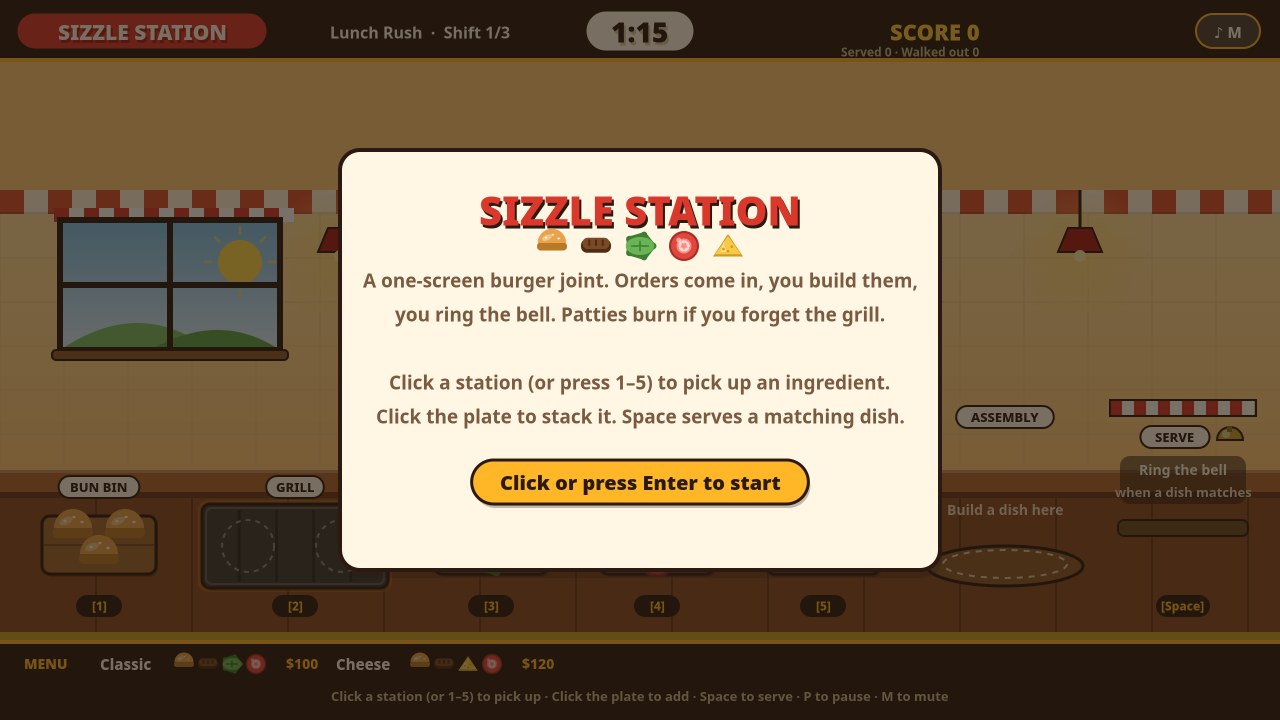 SIZZLE STATION
Lunch Rush · Shift 1/3
1:15
SCORE 0
Served 0 · Walked out 0
♪ M
SIZZLE STATION
A one-screen burger joint. Orders come in, you build them,
you ring the bell. Patties burn if you forget the grill.
Click a station (or press 1–5) to pick up an ingredient.
Click the plate to stack it. Space serves a matching dish.
Click or press Enter to start
BUN BIN
GRILL
ASSEMBLY
SERVE
Ring the bell
when a dish matches
Build a dish here
[1]
[2]
[3]
[4]
[5]
[Space]
MENU
Classic
$100
Cheese
$120
Click a station (or 1–5) to pick up · Click the plate to add · Space to serve · P to pause · M to mute